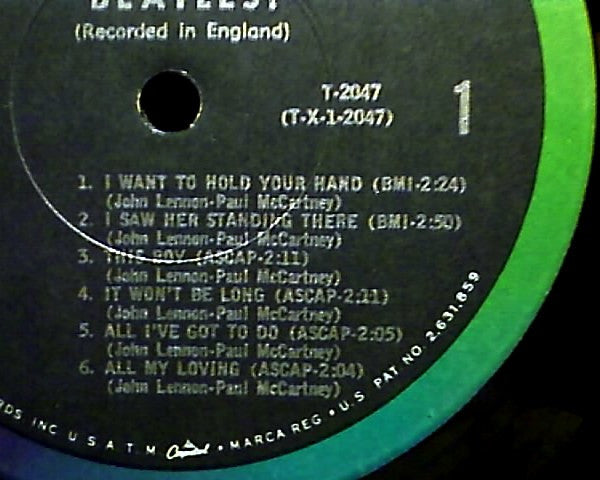 BEATLES!
(Recorded in England)
T-2047
(T-X-1-2047)
1
1. I WANT TO HOLD YOUR HAND (BMI-2:24)
(John Lennon-Paul McCartney)
2. I SAW HER STANDING THERE (BMI-2:50)
(John Lennon-Paul McCartney)
3. THIS BOY (ASCAP-2:11)
(John Lennon-Paul McCartney)
4. IT WON'T BE LONG (ASCAP-2:11)
(John Lennon-Paul McCartney)
5. ALL I'VE GOT TO DO (ASCAP-2:05)
(John Lennon-Paul McCartney)
6. ALL MY LOVING (ASCAP-2:04)
(John Lennon-Paul McCartney)
RDS INC U S A T M Capitol • MARCA REG • U.S PAT NO. 2,631,859